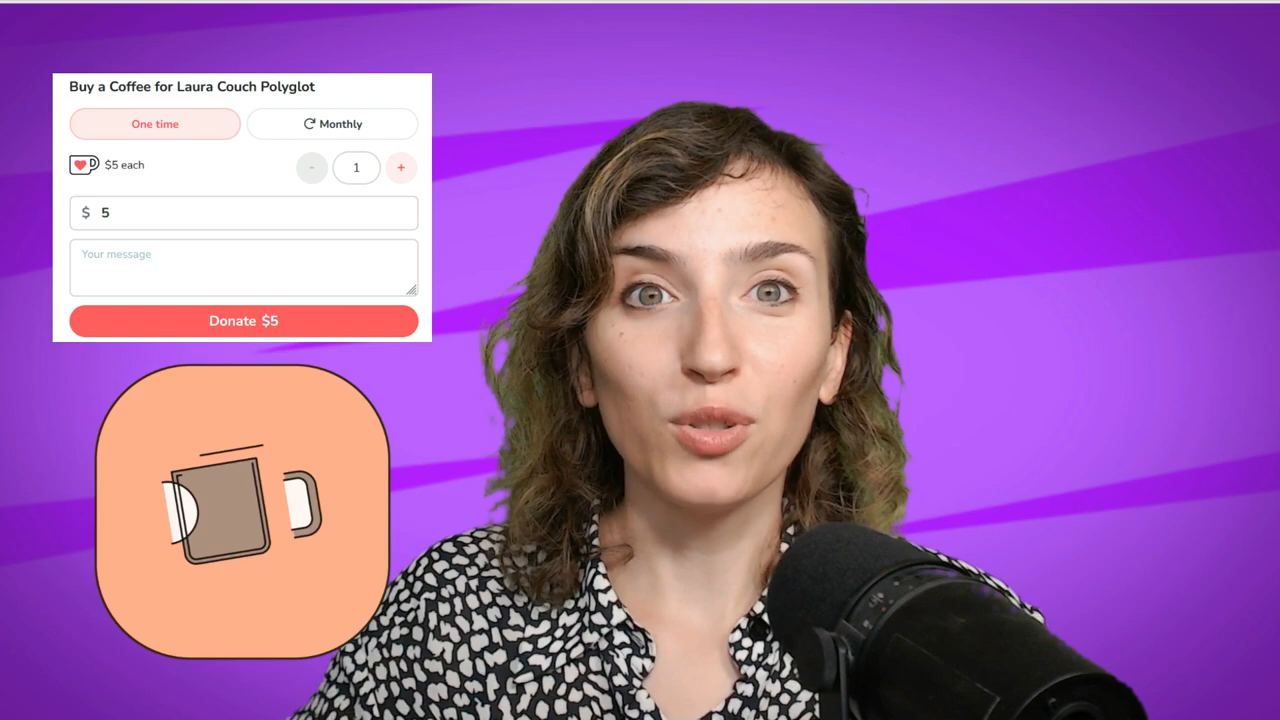 Buy a Coffee for Laura Couch Polyglot
One time
Monthly
$5 each
-
1
+
$ 5
Your message
Donate $5